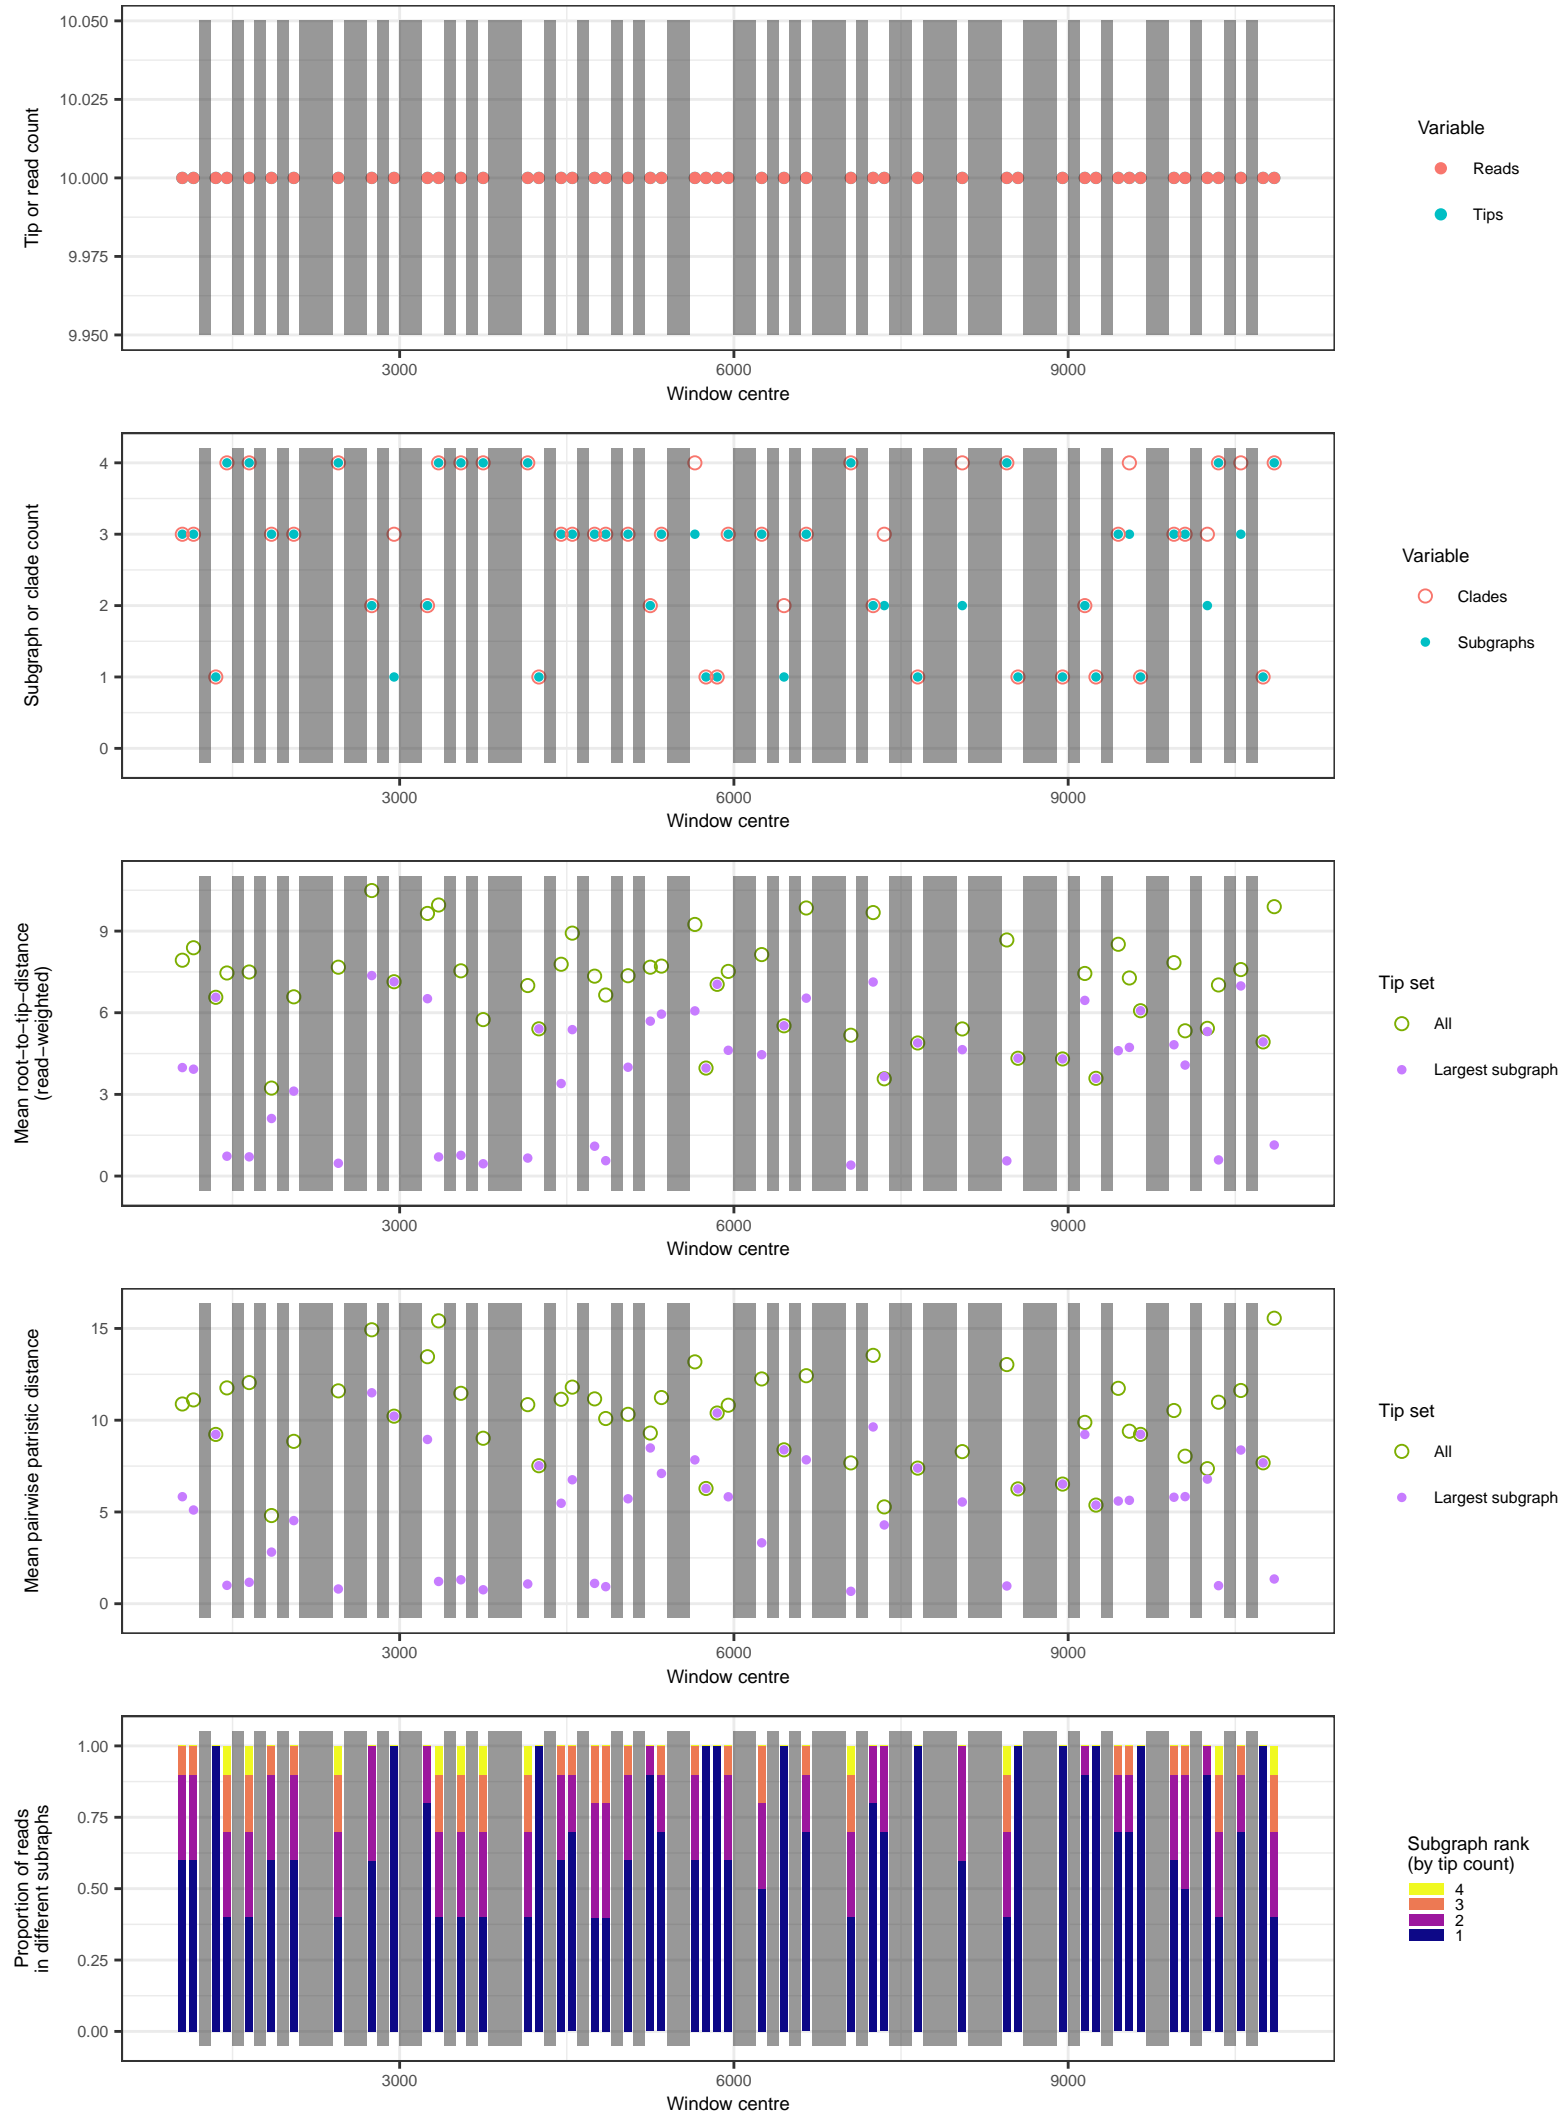 10.050
10.025
10.000
9.975
9.950
Tip or read count
3000 6000 9000
Window centre
Variable
Reads
Tips
4
3
2
1
0
Subgraph or clade count
3000 6000 9000
Window centre
Variable
Clades
Subgraphs
9
6
3
0
Mean root−to−tip−distance
(read−weighted)
3000 6000 9000
Window centre
Tip set
All
Largest subgraph
15
10
5
0
Mean pairwise patristic distance
3000 6000 9000
Window centre
Tip set
All
Largest subgraph
1.00
0.75
0.50
0.25
0.00
Proportion of reads
in different subraphs
3000 6000 9000
Window centre
Subgraph rank
(by tip count)
4
3
2
1